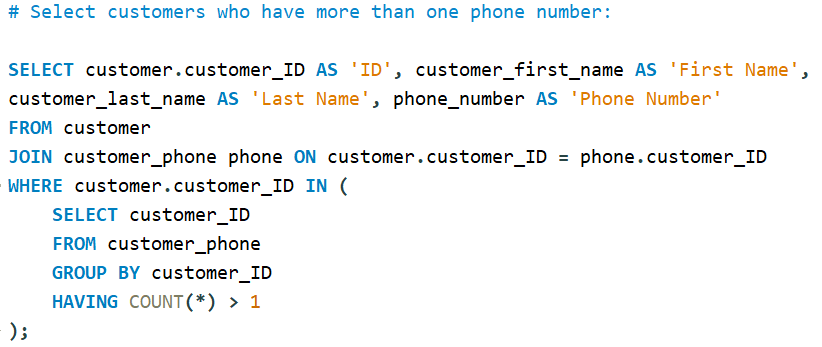 # Select customers who have more than one phone number:
SELECT customer.customer_ID AS 'ID', customer_first_name AS 'First Name',
customer_last_name AS 'Last Name', phone_number AS 'Phone Number'
FROM customer
JOIN customer_phone phone ON customer.customer_ID = phone.customer_ID
WHERE customer.customer_ID IN (
    SELECT customer_ID
    FROM customer_phone
    GROUP BY customer_ID
    HAVING COUNT(*) > 1
);